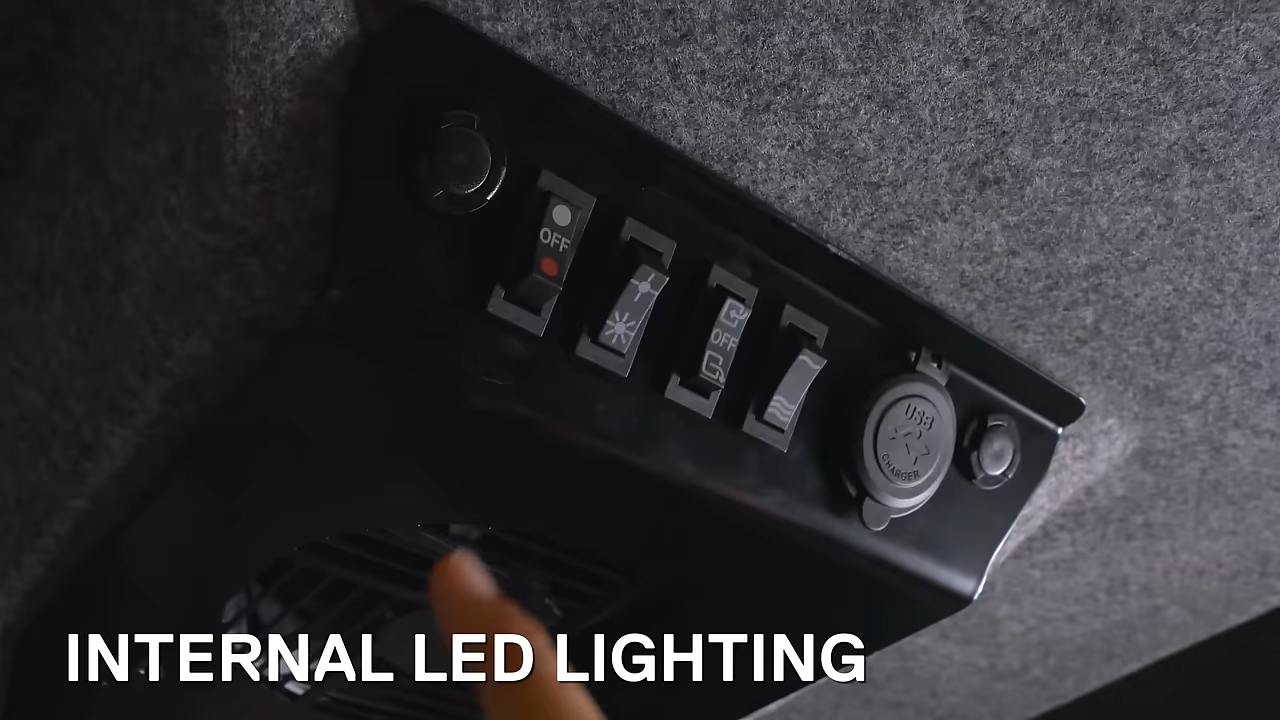 OFF
OFF
USB
CHARGER
INTERNAL LED LIGHTING